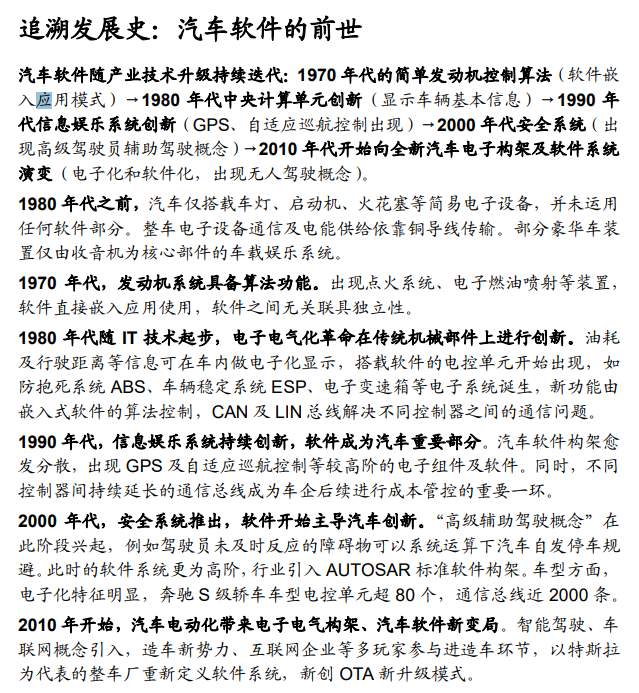 追溯发展史：汽车软件的前世
汽车软件随产业技术升级持续迭代：1970 年代的简单发动机控制算法（软件嵌
入应用模式）→1980 年代中央计算单元创新（显示车辆基本信息）→1990 年
代信息娱乐系统创新（GPS、自适应巡航控制出现）→2000 年代安全系统（出
现高级驾驶员辅助驾驶概念）→2010 年代开始向全新汽车电子构架及软件系统
演变（电子化和软件化，出现无人驾驶概念）。
1980 年代之前，汽车仅搭载车灯、启动机、火花塞等简易电子设备，并未运用
任何软件部分。整车电子设备通信及电能供给依靠铜导线传输。部分豪华车装
置仅由收音机为核心部件的车载娱乐系统。
1970 年代，发动机系统具备算法功能。出现点火系统、电子燃油喷射等装置，
软件直接嵌入应用使用，软件之间无关联具独立性。
1980 年代随 IT 技术起步，电子电气化革命在传统机械部件上进行创新。油耗
及行驶距离等信息可在车内做电子化显示，搭载软件的电控单元开始出现，如
防抱死系统 ABS、车辆稳定系统 ESP、电子变速箱等电子系统诞生，新功能由
嵌入式软件的算法控制，CAN 及 LIN 总线解决不同控制器之间的通信问题。
1990 年代，信息娱乐系统持续创新，软件成为汽车重要部分。汽车软件构架愈
发分散，出现 GPS 及自适应巡航控制等较高阶的电子组件及软件。同时，不同
控制器间持续延长的通信总线成为车企后续进行成本管控的重要一环。
2000 年代，安全系统推出，软件开始主导汽车创新。“高级辅助驾驶概念”在
此阶段兴起，例如驾驶员未及时反应的障碍物可以系统运算下汽车自发停车规
避。此时的软件系统更为高阶，行业引入 AUTOSAR 标准软件构架。车型方面，
电子化特征明显，奔驰 S 级轿车车型电控单元超 80 个，通信总线近 2000 条。
2010 年开始，汽车电动化带来电子电气构架、汽车软件新变局。智能驾驶、车
联网概念引入，造车新势力、互联网企业等多玩家参与进造车环节，以特斯拉
为代表的整车厂重新定义软件系统，新创 OTA 新升级模式。